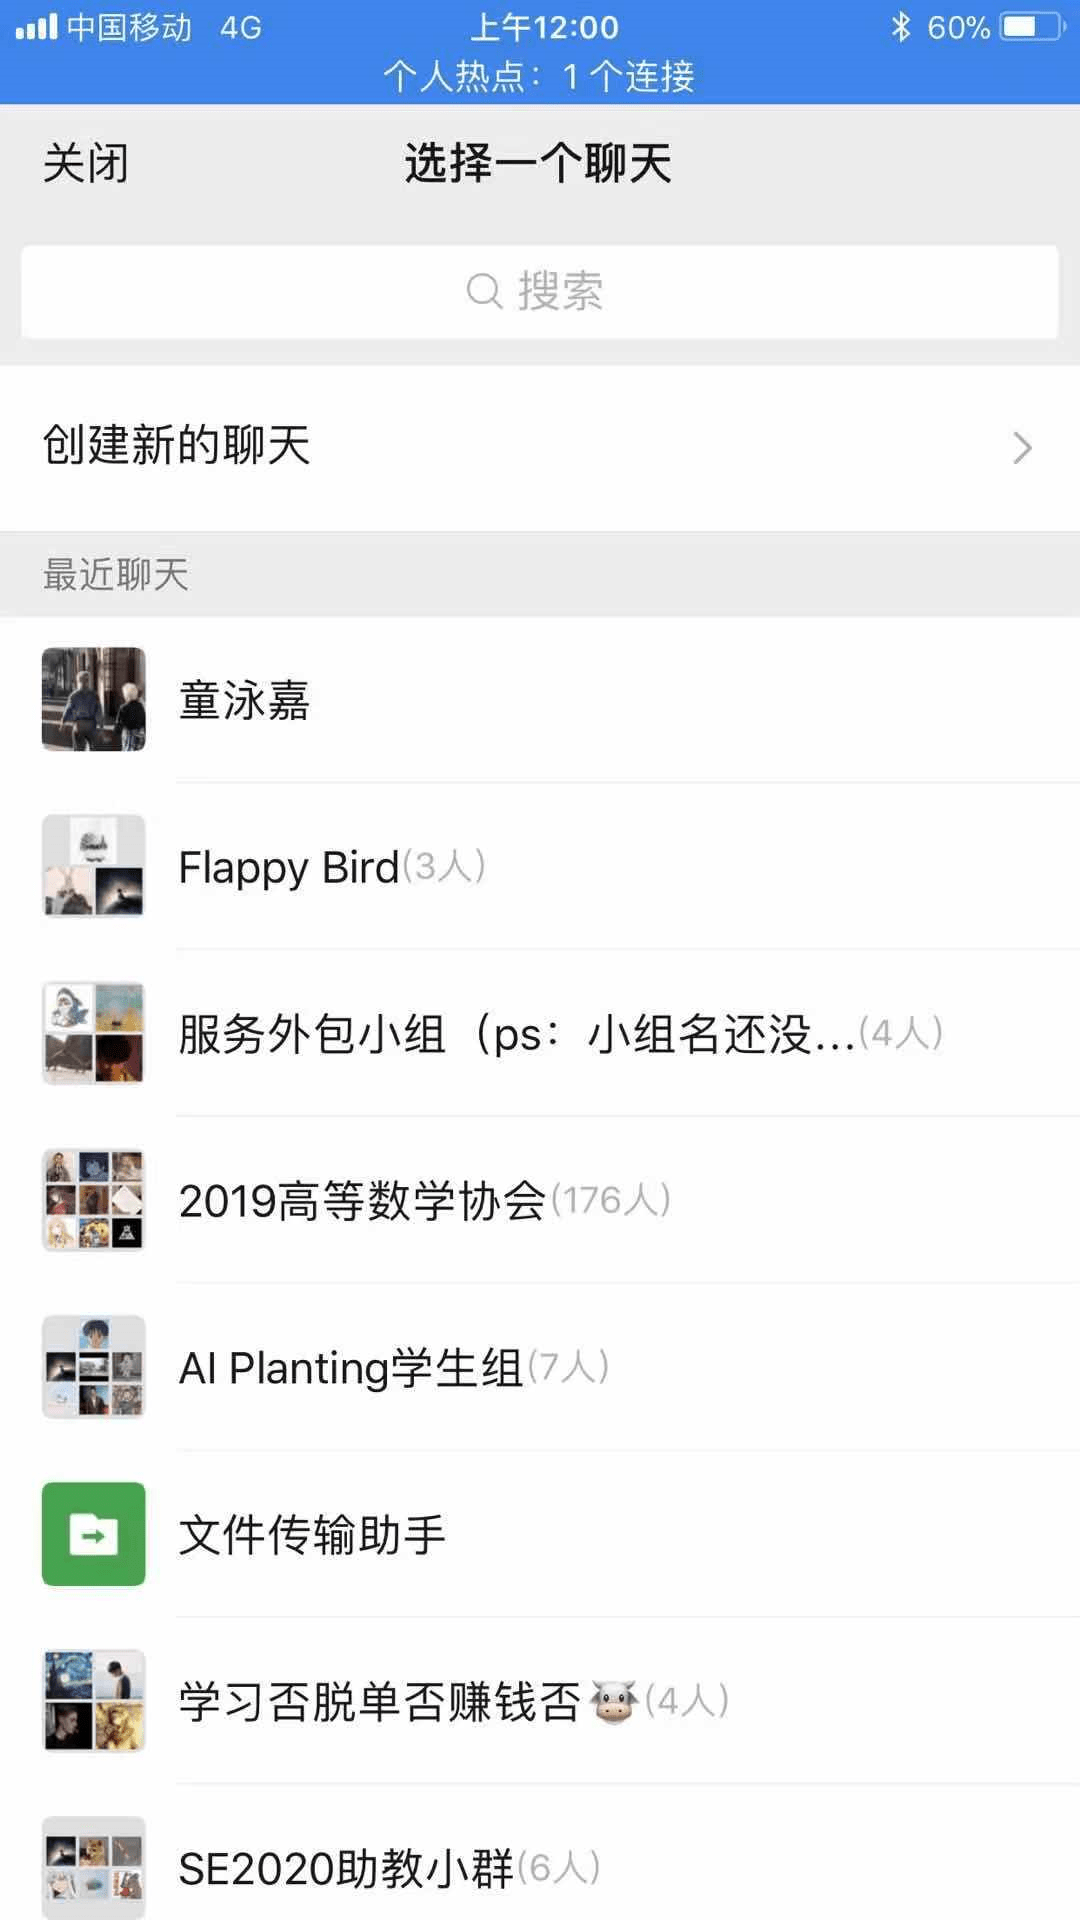 中国移动 4G 上午12:00 60%
个人热点：1 个连接
关闭 选择一个聊天
搜索
创建新的聊天
最近聊天
童泳嘉
Flappy Bird(3人)
服务外包小组（ps：小组名还没...(4人)
2019高等数学协会(176人)
AI Planting学生组(7人)
文件传输助手
学习否脱单否赚钱否🐮(4人)
SE2020助教小群(6人)